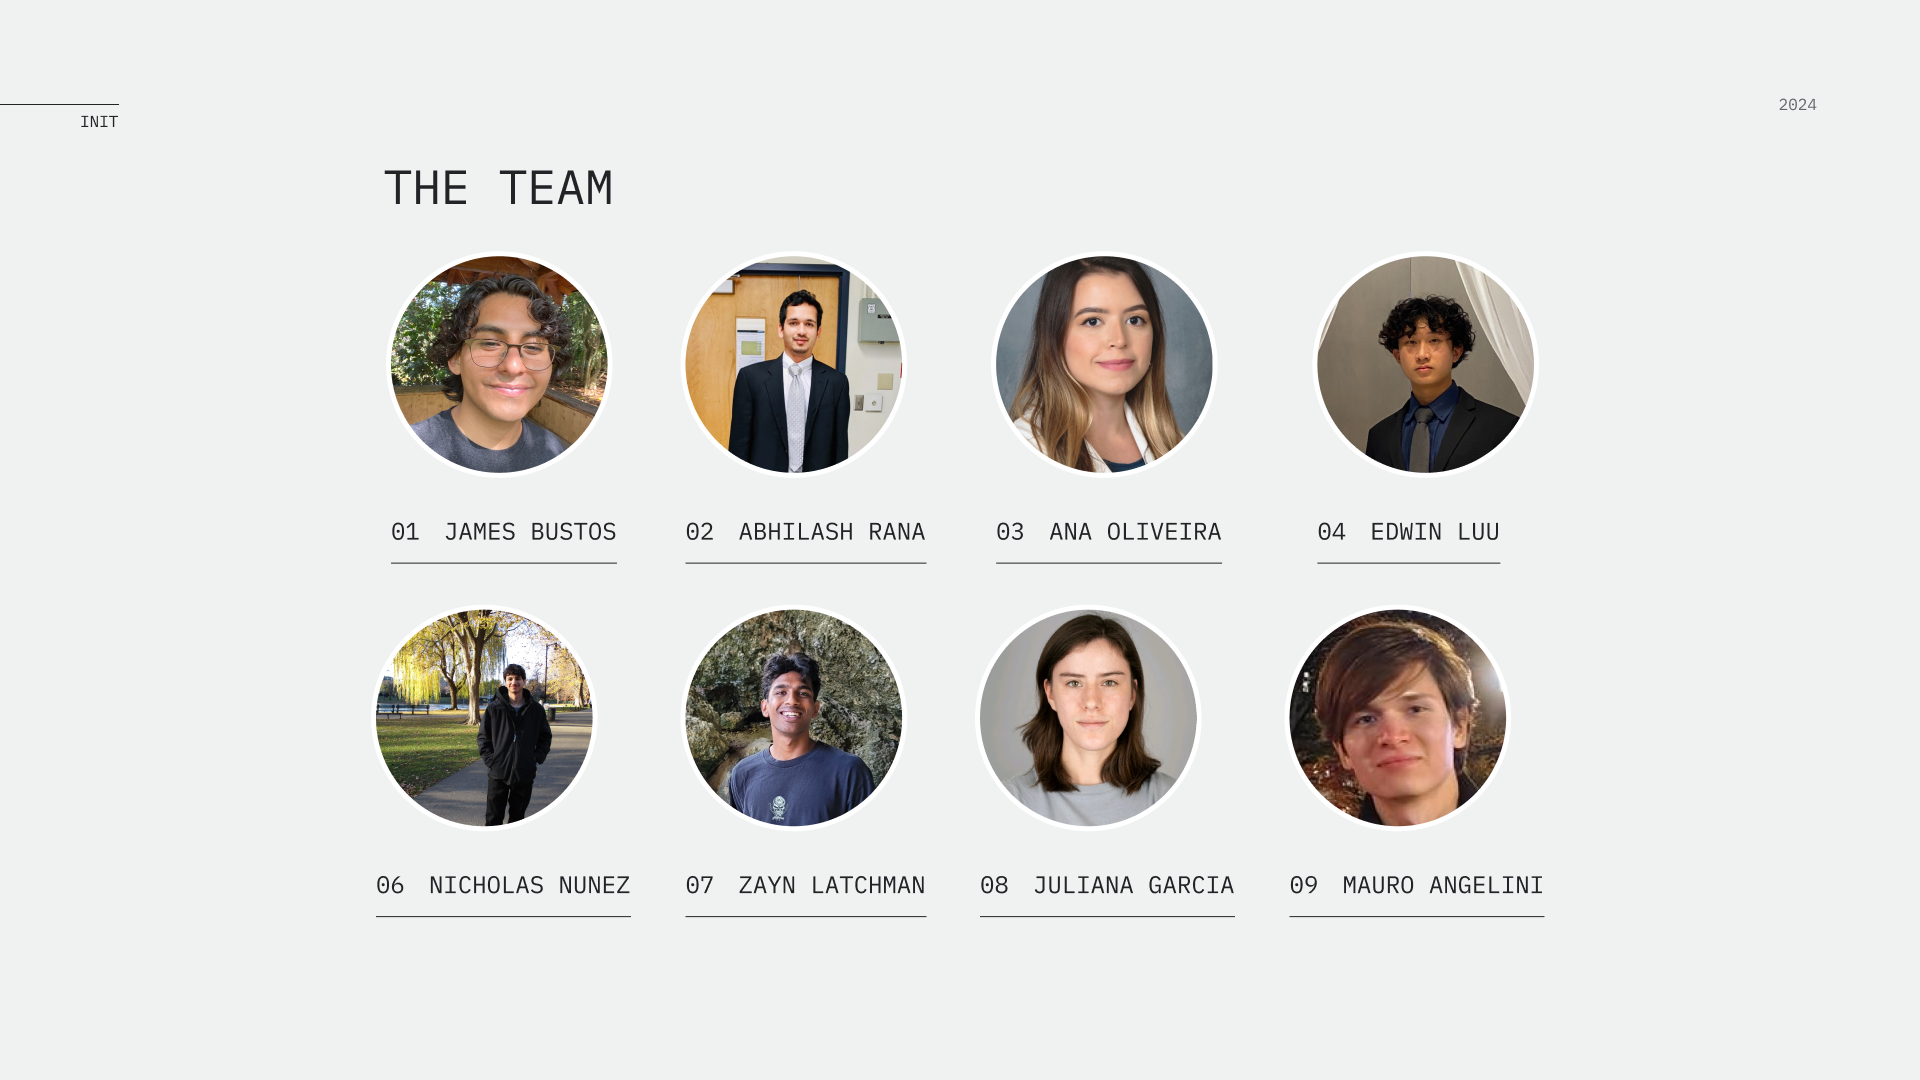 INIT
2024
THE TEAM
01 JAMES BUSTOS
02 ABHILASH RANA
03 ANA OLIVEIRA
04 EDWIN LUU
06 NICHOLAS NUNEZ
07 ZAYN LATCHMAN
08 JULIANA GARCIA
09 MAURO ANGELINI